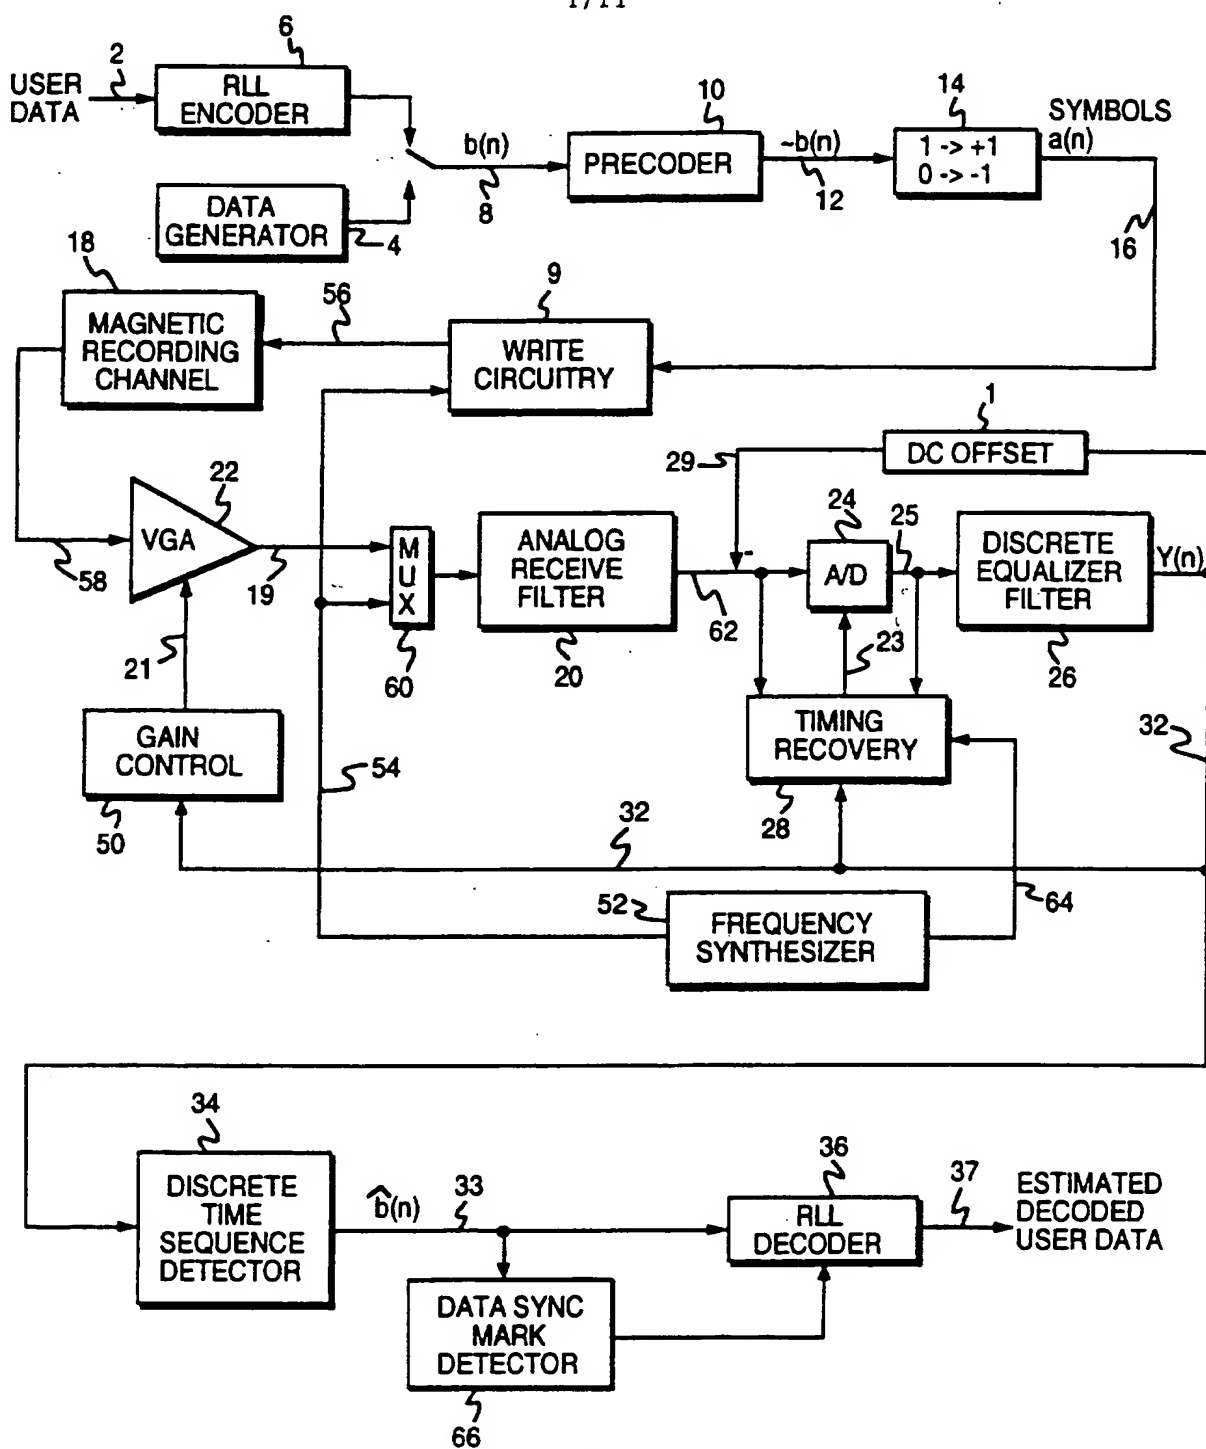 1/11
6
2
USER
DATA
RLL
ENCODER
10
14
SYMBOLS
a(n)
b(n)
8
PRECODER
~b(n)
12
1 -> +1
0 -> -1
DATA
GENERATOR
4
16
18
56
9
MAGNETIC
RECORDING
CHANNEL
WRITE
CIRCUITRY
1
29
DC OFFSET
22
24
25
VGA
58
19
M
U
X
ANALOG
RECEIVE
FILTER
-
A/D
DISCRETE
EQUALIZER
FILTER
Y(n)
62
21
60
20
23
26
GAIN
CONTROL
TIMING
RECOVERY
32
54
50
28
32
52
FREQUENCY
SYNTHESIZER
64
34
36
DISCRETE
TIME
SEQUENCE
DETECTOR
b̂(n)
33
RLL
DECODER
37
ESTIMATED
DECODED
USER DATA
DATA SYNC
MARK
DETECTOR
66